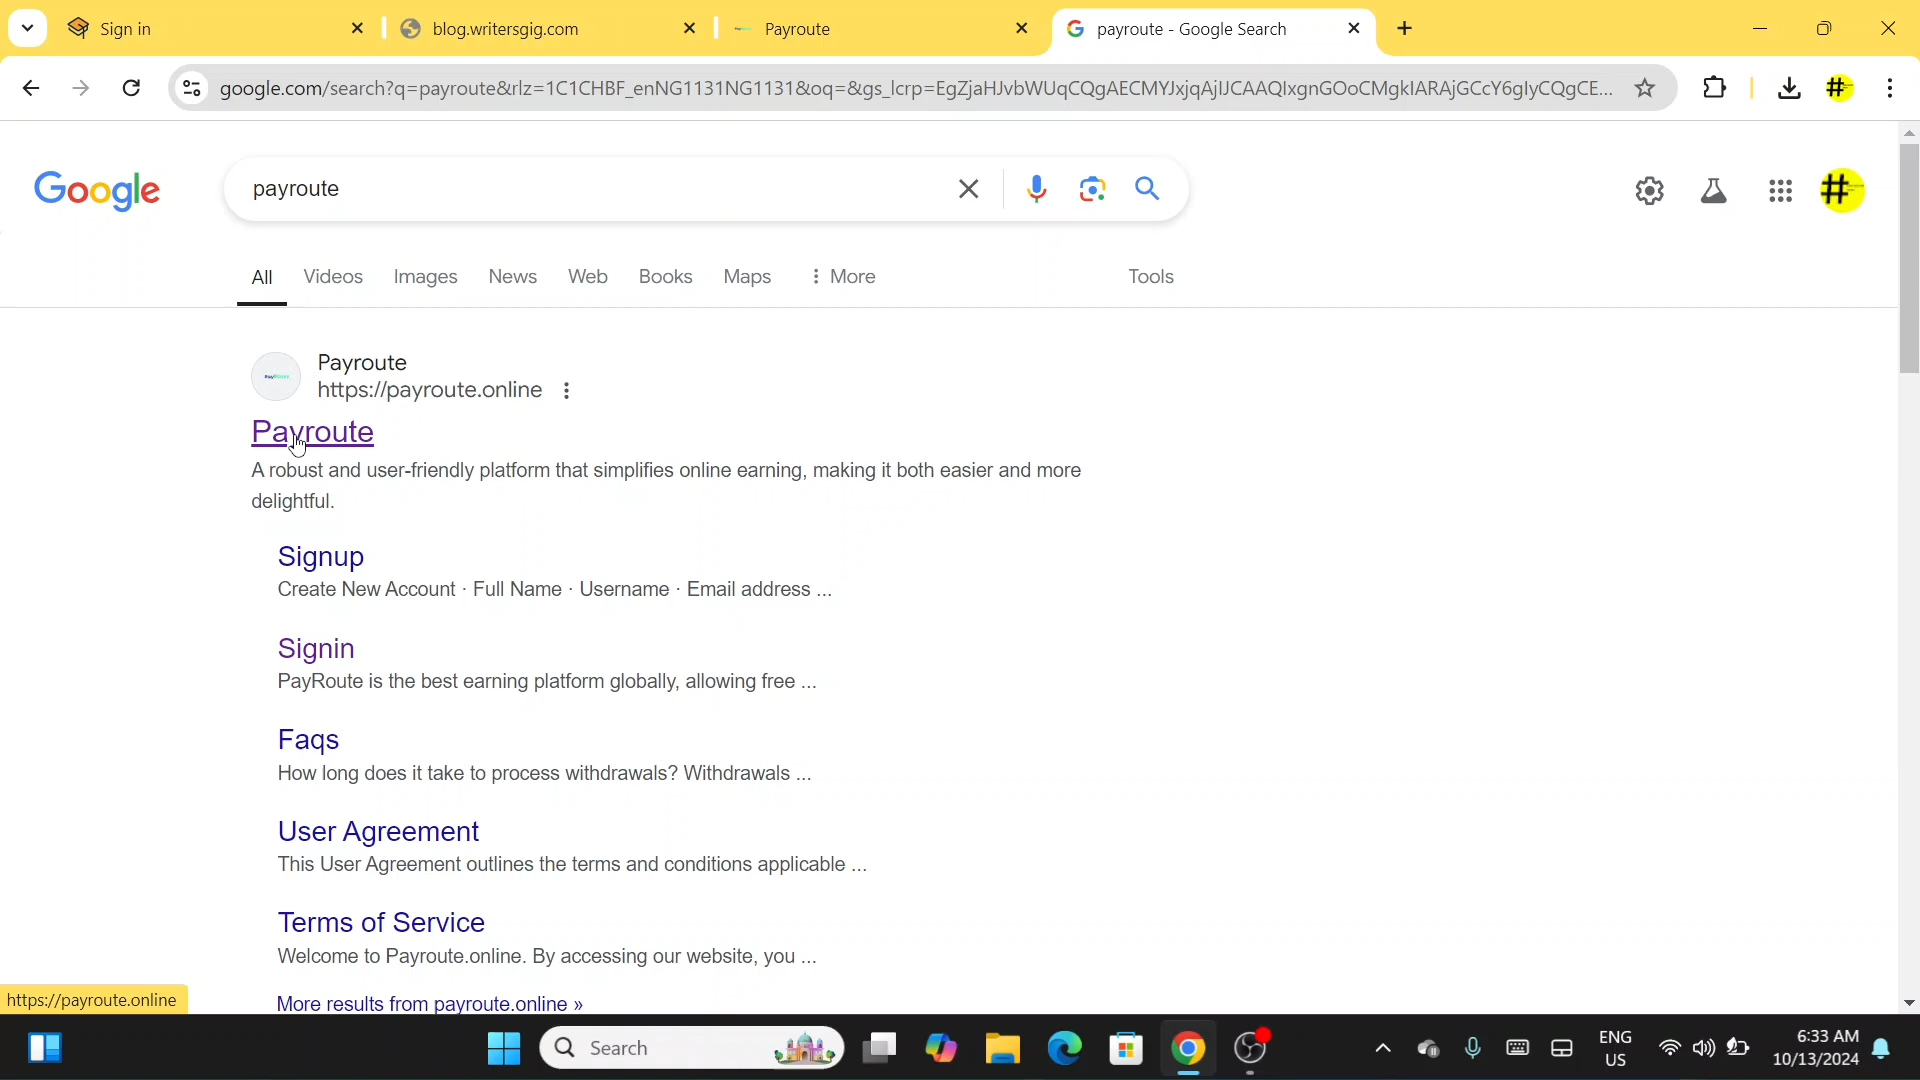 Sign in
blog.writersgig.com
Payroute
payroute - Google Search
google.com/search?q=payroute&rlz=1C1CHBF_enNG1131NG1131&oq=&gs_lcrp=EgZjaHJvbWUqCQgAECMYJxjqAjIJCAAQIxgnGOoCMgkIARAjGCcY6gIyCQgCE...
#
Google
payroute
#
All
Videos
Images
News
Web
Books
Maps
More
Tools
Payroute
https://payroute.online
Payroute
A robust and user-friendly platform that simplifies online earning, making it both easier and more
delightful.
Signup
Create New Account · Full Name · Username · Email address ...
Signin
PayRoute is the best earning platform globally, allowing free ...
Faqs
How long does it take to process withdrawals? Withdrawals ...
User Agreement
This User Agreement outlines the terms and conditions applicable ...
Terms of Service
Welcome to Payroute.online. By accessing our website, you ...
More results from payroute.online »
https://payroute.online
Search
ENG
US
6:33 AM
10/13/2024